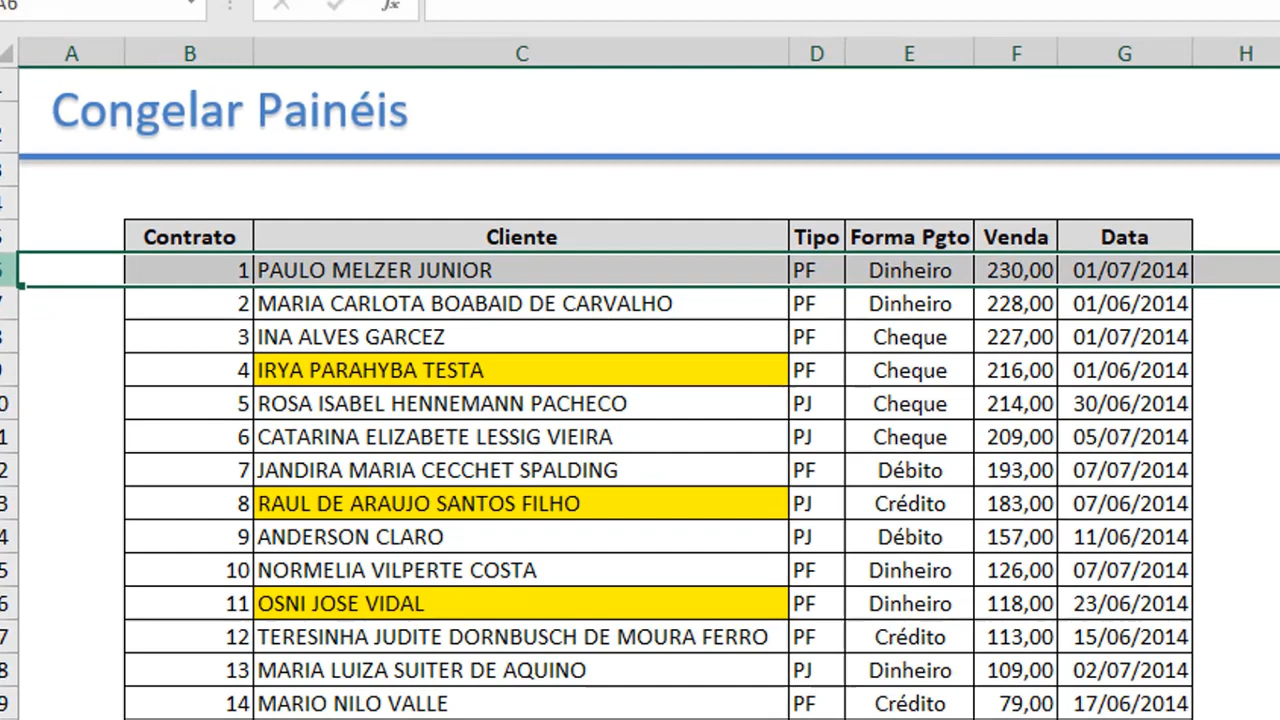 A6 fx
A B C D E F G H
Congelar Painéis
Contrato Cliente Tipo Forma Pgto Venda Data
1 PAULO MELZER JUNIOR PF Dinheiro 230,00 01/07/2014
2 MARIA CARLOTA BOABAID DE CARVALHO PF Dinheiro 228,00 01/06/2014
3 INA ALVES GARCEZ PF Cheque 227,00 01/07/2014
4 IRYA PARAHYBA TESTA PF Cheque 216,00 01/06/2014
5 ROSA ISABEL HENNEMANN PACHECO PJ Cheque 214,00 30/06/2014
6 CATARINA ELIZABETE LESSIG VIEIRA PJ Cheque 209,00 05/07/2014
7 JANDIRA MARIA CECCHET SPALDING PF Débito 193,00 07/07/2014
8 RAUL DE ARAUJO SANTOS FILHO PJ Crédito 183,00 07/06/2014
9 ANDERSON CLARO PJ Débito 157,00 11/06/2014
10 NORMELIA VILPERTE COSTA PF Dinheiro 126,00 07/07/2014
11 OSNI JOSE VIDAL PF Dinheiro 118,00 23/06/2014
12 TERESINHA JUDITE DORNBUSCH DE MOURA FERRO PF Crédito 113,00 15/06/2014
13 MARIA LUIZA SUITER DE AQUINO PJ Dinheiro 109,00 02/07/2014
14 MARIO NILO VALLE PF Crédito 79,00 17/06/2014